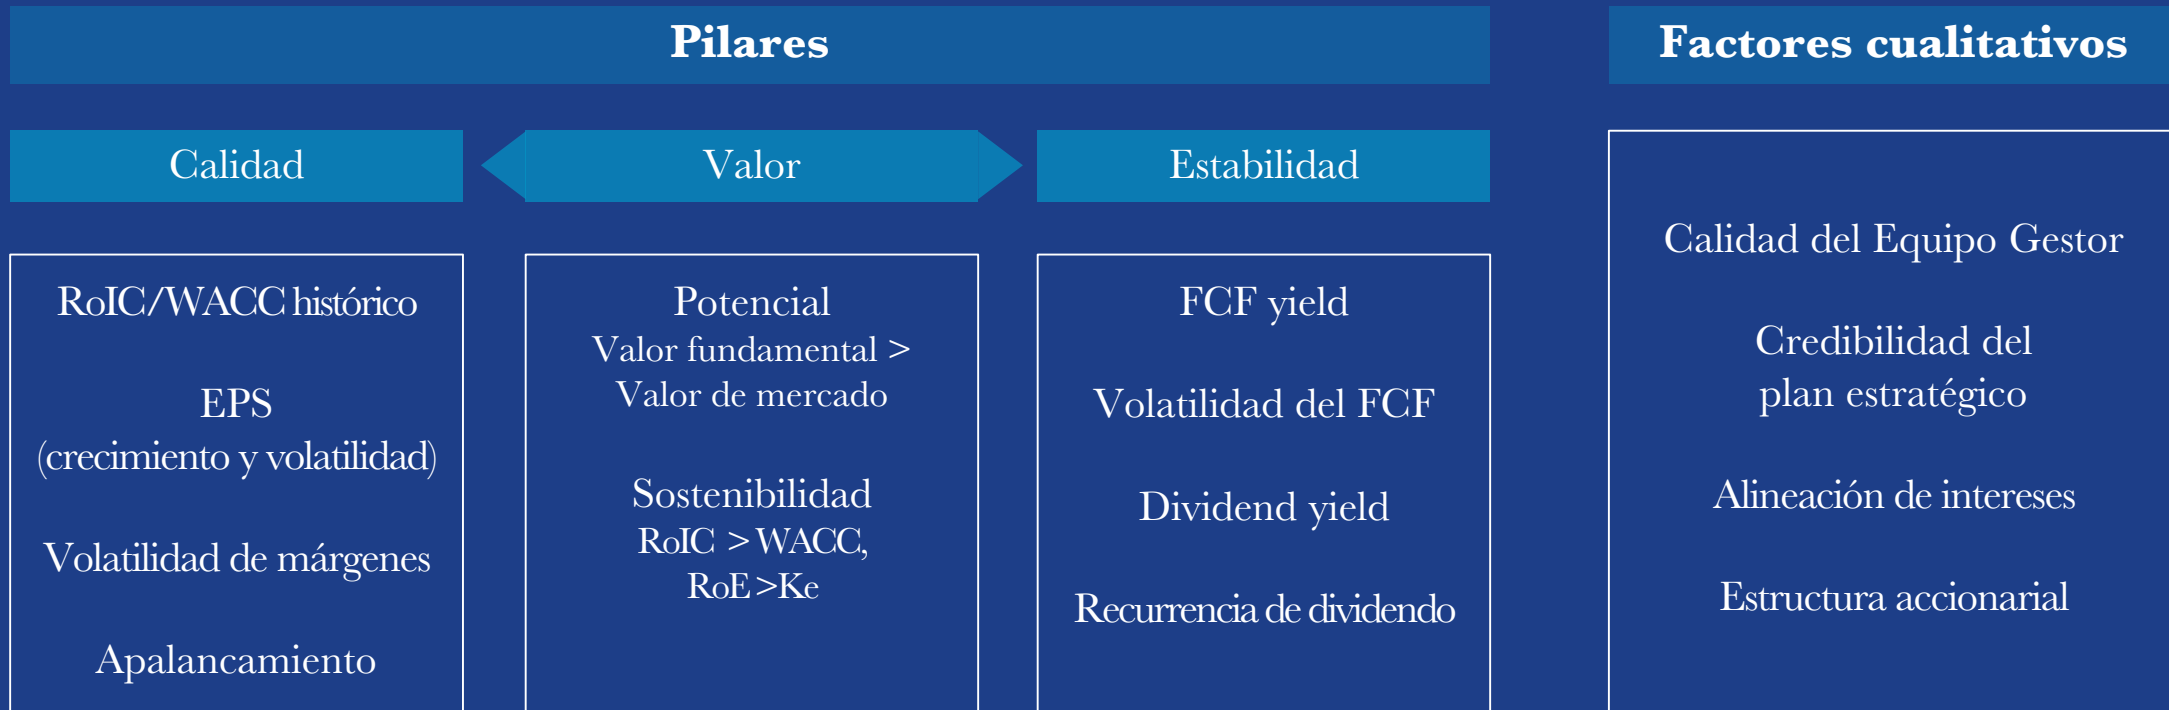 Pilares
Factores cualitativos
Calidad
Valor
Estabilidad
RoIC/WACC histórico
EPS
(crecimiento y volatilidad)
Volatilidad de márgenes
Apalancamiento
Potencial
Valor fundamental >
Valor de mercado
Sostenibilidad
RoIC > WACC,
RoE >Ke
FCF yield
Volatilidad del FCF
Dividend yield
Recurrencia de dividendo
Calidad del Equipo Gestor
Credibilidad del
plan estratégico
Alineación de intereses
Estructura accionarial